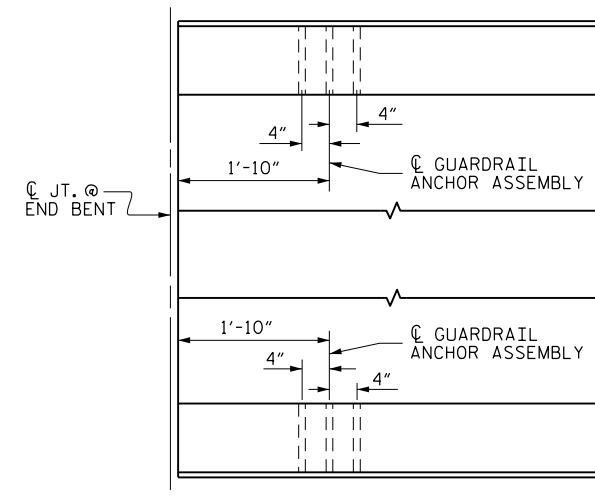 4"
4"
1'-10"
℄ GUARDRAIL
ANCHOR ASSEMBLY
℄ JT. @
END BENT
1'-10"
℄ GUARDRAIL
ANCHOR ASSEMBLY
4"
4"